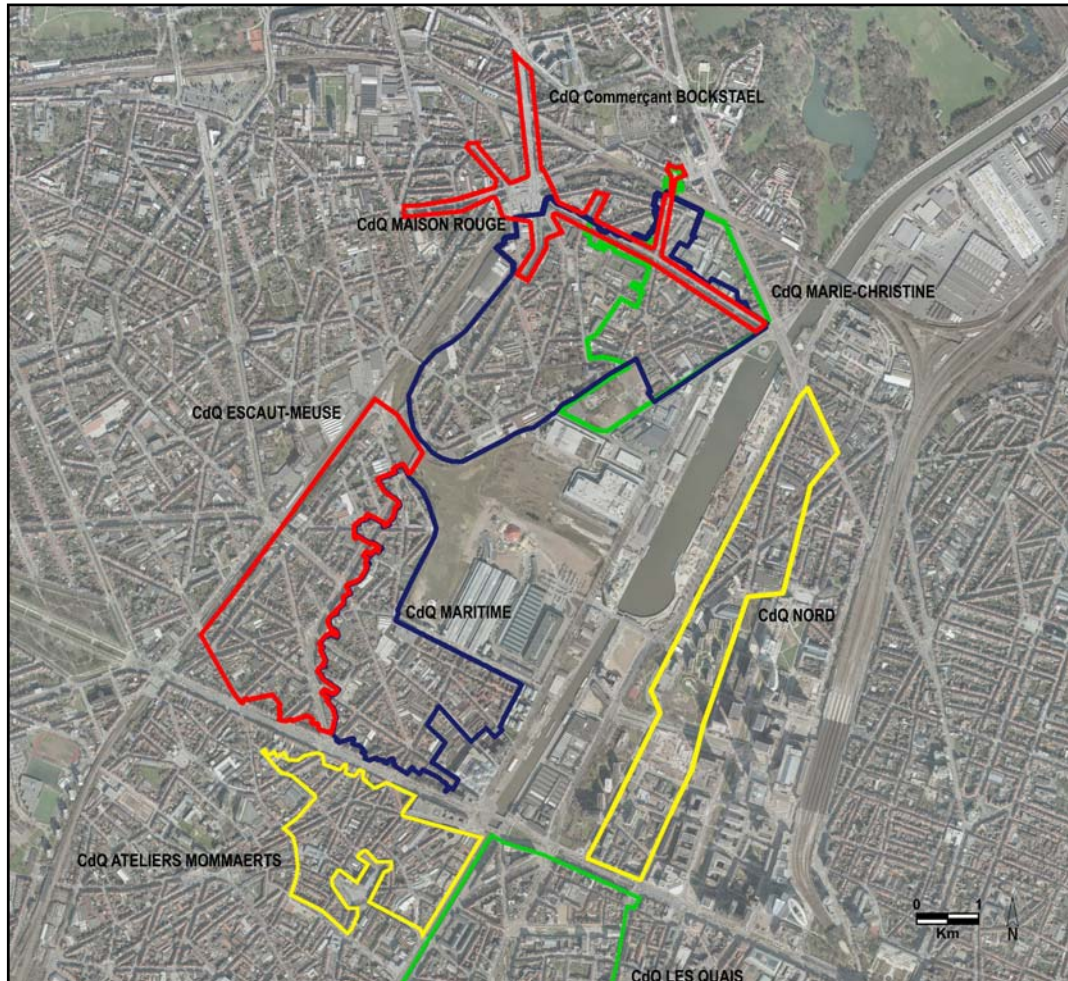 CdQ Commerçant BOCKSTAEL
CdQ MAISON ROUGE
CdQ MARIE-CHRISTINE
CdQ ESCAUT-MEUSE
CdQ MARITIME
CdQ NORD
CdQ ATELIERS MOMMAERTS
0 1
Km
N
CdQ LES QUAIS